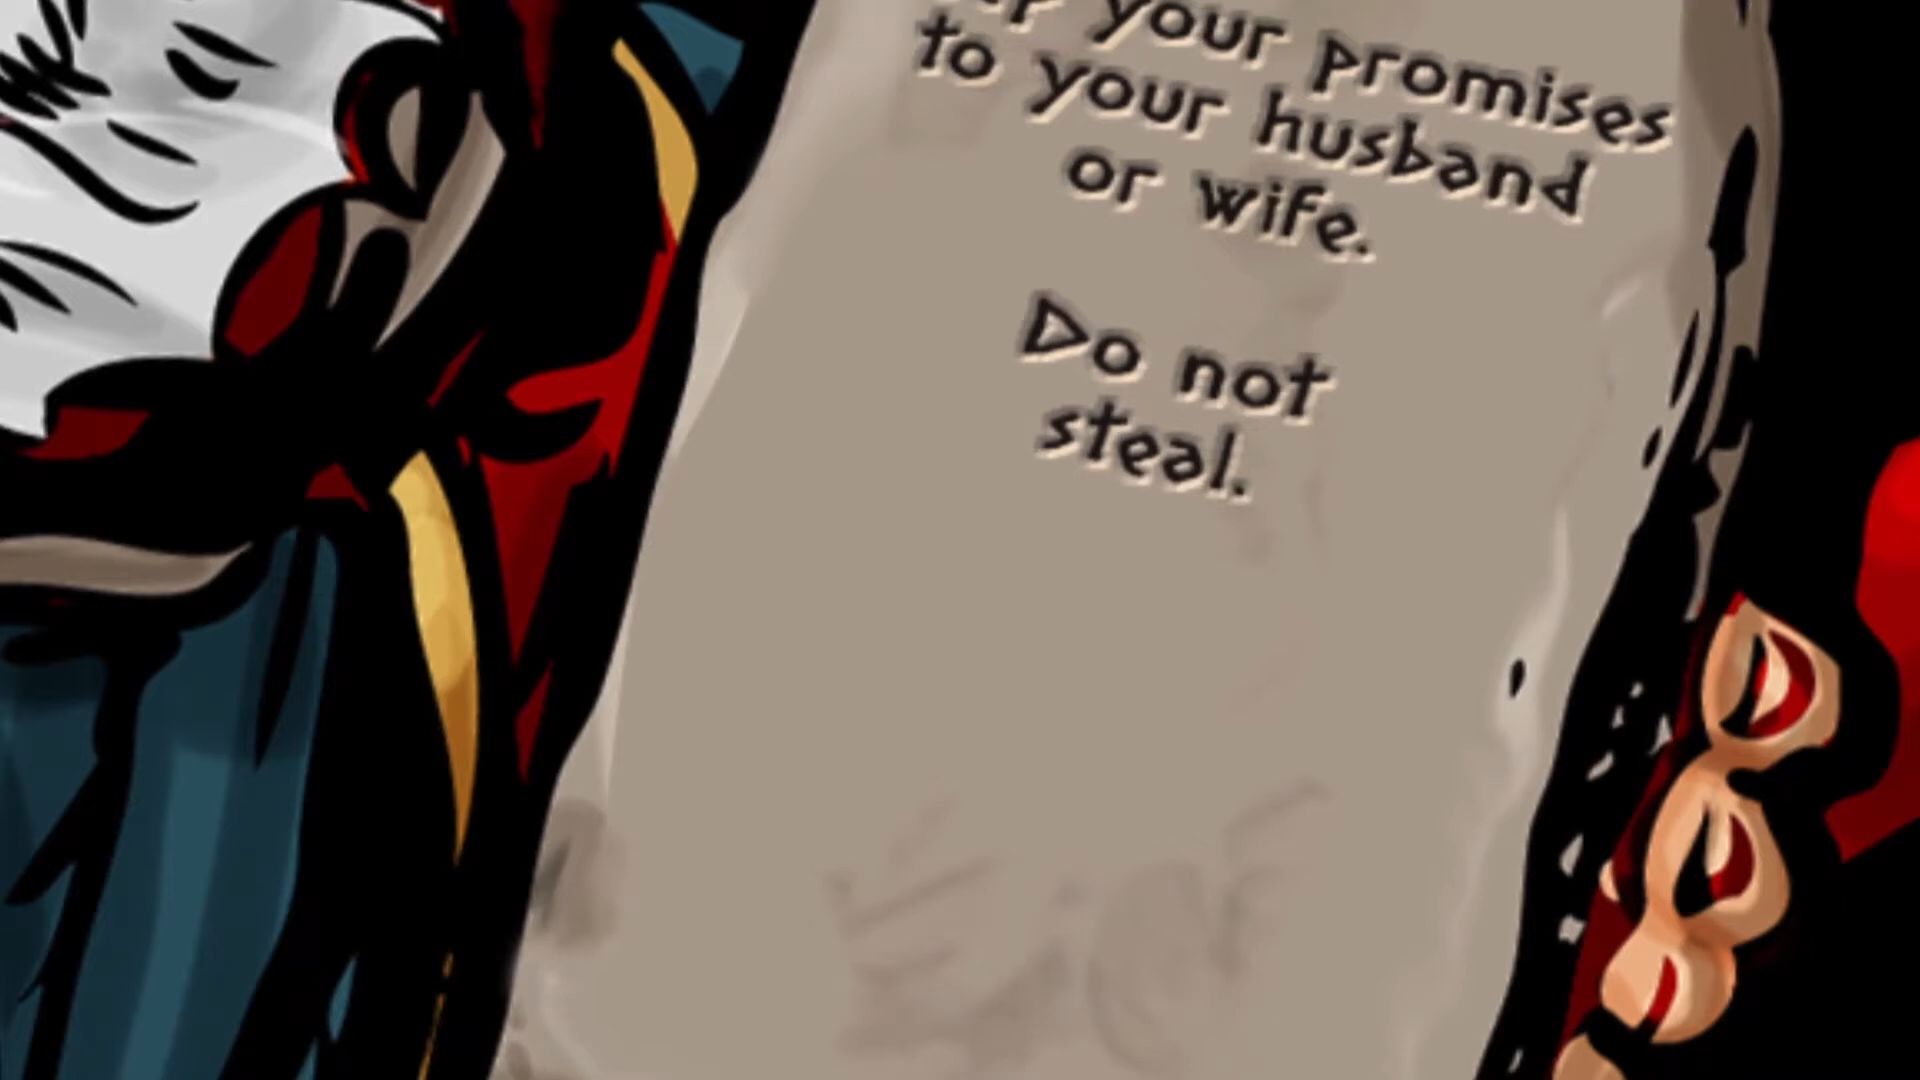 your promises
to your husband
or wife.
Do not
steal.